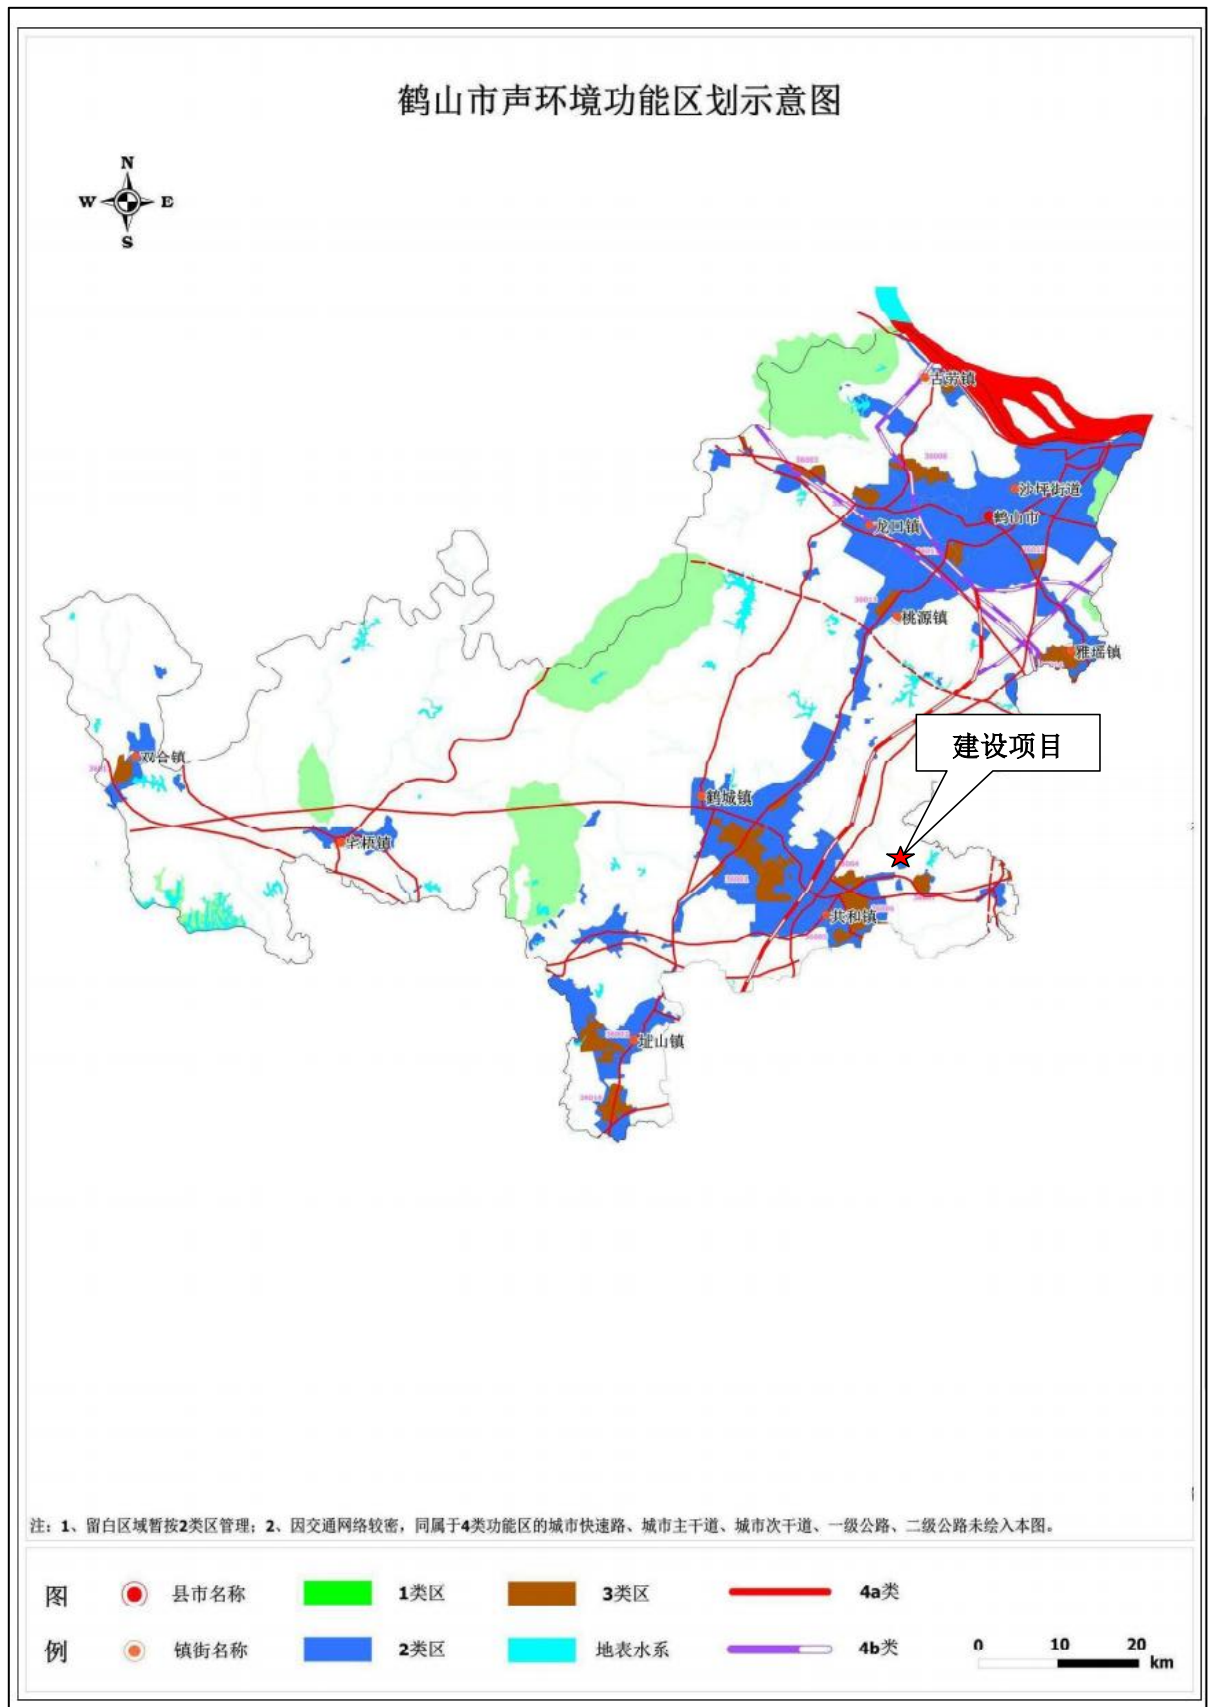 鹤山市声环境功能区划示意图
N
W E
S
古劳镇
36005
36008
沙坪街道
鹤山市
龙口镇
桃源镇
雅瑶镇
建设项目
双合镇
鹤城镇
宅梧镇
36004
36001
共和镇
址山镇
36010
注：1、留白区域暂按2类区管理；2、因交通网络较密，同属于4类功能区的城市快速路、城市主干道、城市次干道、一级公路、二级公路未绘入本图。
图 县市名称 1类区 3类区 4a类
例 镇街名称 2类区 地表水系 4b类
0 10 20
km